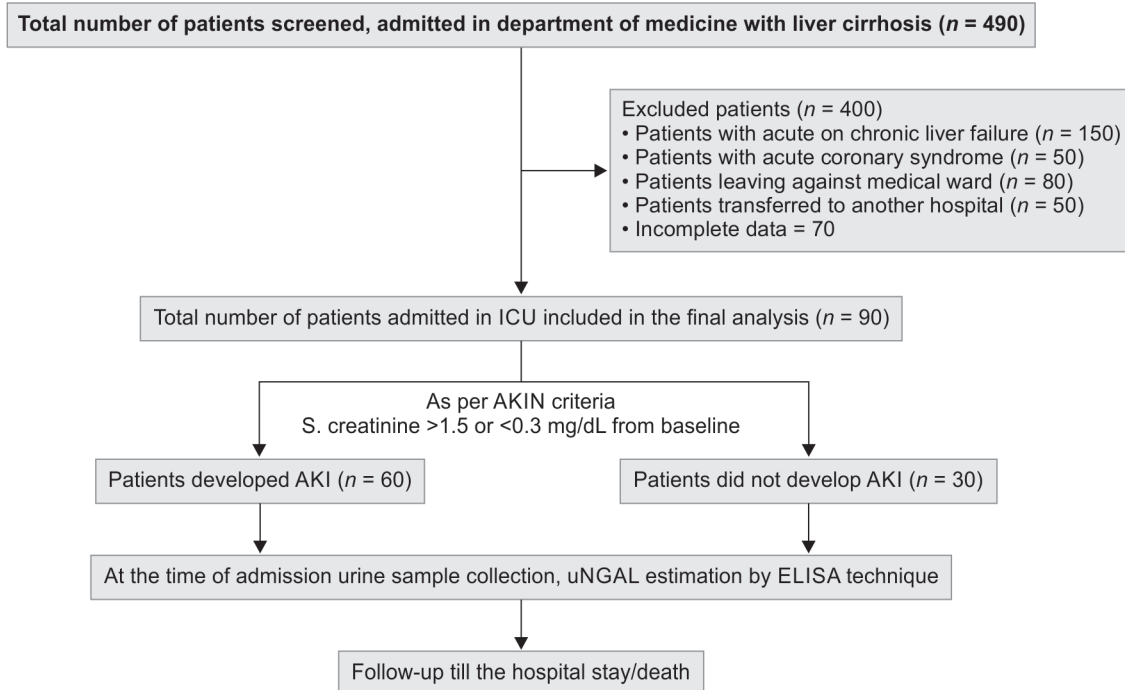 Total number of patients screened, admitted in department of medicine with liver cirrhosis (n = 490)
Excluded patients (n = 400)
• Patients with acute on chronic liver failure (n = 150)
• Patients with acute coronary syndrome (n = 50)
• Patients leaving against medical ward (n = 80)
• Patients transferred to another hospital (n = 50)
• Incomplete data = 70
Total number of patients admitted in ICU included in the final analysis (n = 90)
As per AKIN criteria
S. creatinine >1.5 or <0.3 mg/dL from baseline
Patients developed AKI (n = 60)
Patients did not develop AKI (n = 30)
At the time of admission urine sample collection, uNGAL estimation by ELISA technique
Follow-up till the hospital stay/death